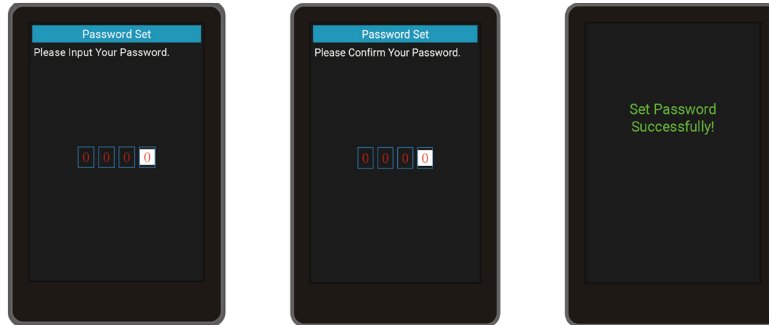 Password Set
Please Input Your Password.
0 0 0 0
Password Set
Please Confirm Your Password.
0 0 0 0
Set Password
Successfully!